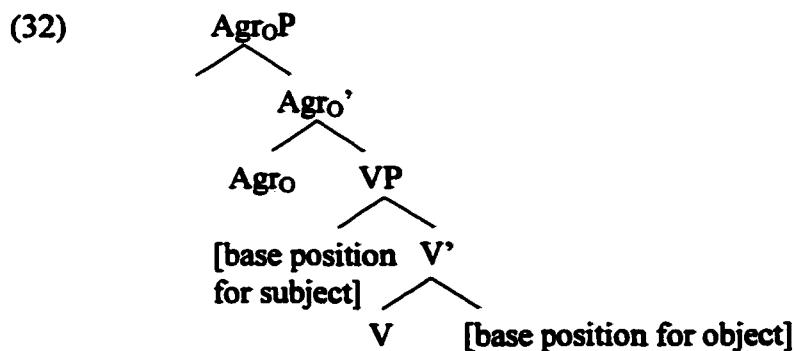 (32) AgrOP
AgrO’
AgrO VP
[base position V’
for subject]
V [base position for object]